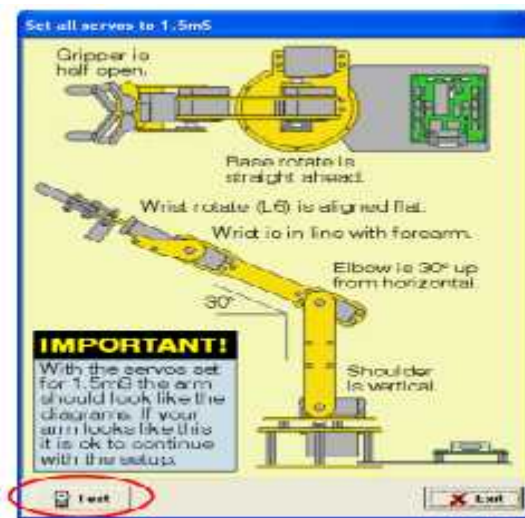 Set all servos to 1.5mS
Gripper is
half open.
Base rotate is
straight ahead.
Wrist rotate (L6) is aligned flat.
Wrist is in line with forearm.
Elbow is 30° up
from horizontal.
30°
IMPORTANT!
With the servos set
for 1.5mS the arm
should look like the
diagrams. If your
arm looks like this
it is ok to continue
with the setup.
Shoulder
is vertical.
Test
Exit